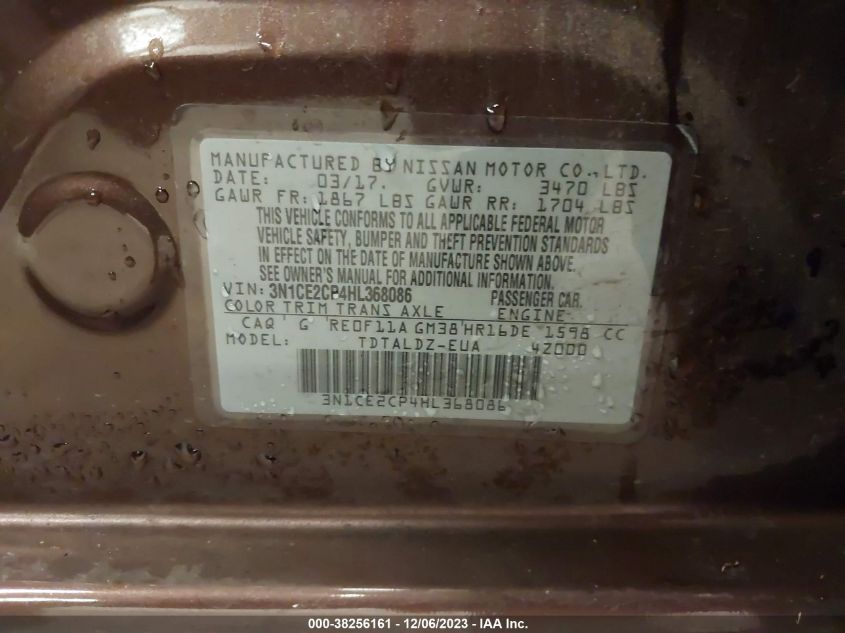 MANUFACTURED BY NISSAN MOTOR CO., LTD.
DATE: 03/17. GVWR: 3470 LBS
GAWR FR: 1867 LBS GAWR RR: 1704 LBS
THIS VEHICLE CONFORMS TO ALL APPLICABLE FEDERAL MOTOR
VEHICLE SAFETY, BUMPER AND THEFT PREVENTION STANDARDS
IN EFFECT ON THE DATE OF MANUFACTURE SHOWN ABOVE.
SEE OWNER'S MANUAL FOR ADDITIONAL INFORMATION.
VIN: 3N1CE2CP4HL368086 PASSENGER CAR.
COLOR TRIM TRANS AXLE ENGINE
CAQ G RE0F11A GM38 HR16DE 1598 CC
MODEL: TDTALDZ-EUA 4Z000
3N1CE2CP4HL368086
000-38256161 - 12/06/2023 - IAA Inc.